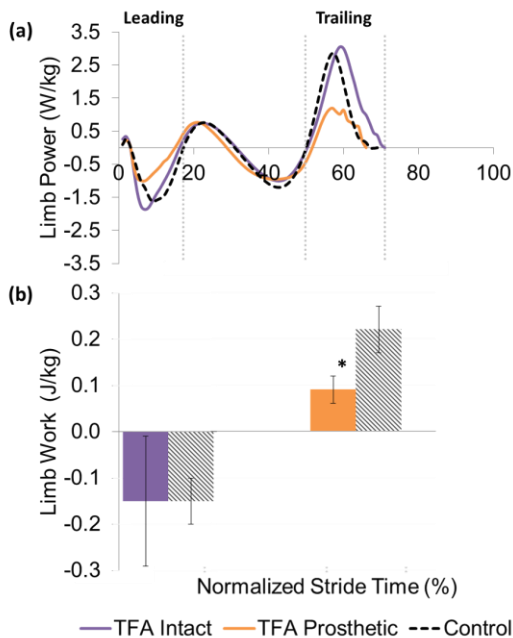 Leading Trailing
(a)
3.5
2.5
1.5
0.5
-0.5
-1.5
-2.5
-3.5
Limb Power (W/kg)
0 20 40 60 80 100
(b)
0.3
0.2
0.1
0.0
-0.1
-0.2
-0.3
Limb Work (J/kg)
*
Normalized Stride Time (%)
TFA Intact TFA Prosthetic Control